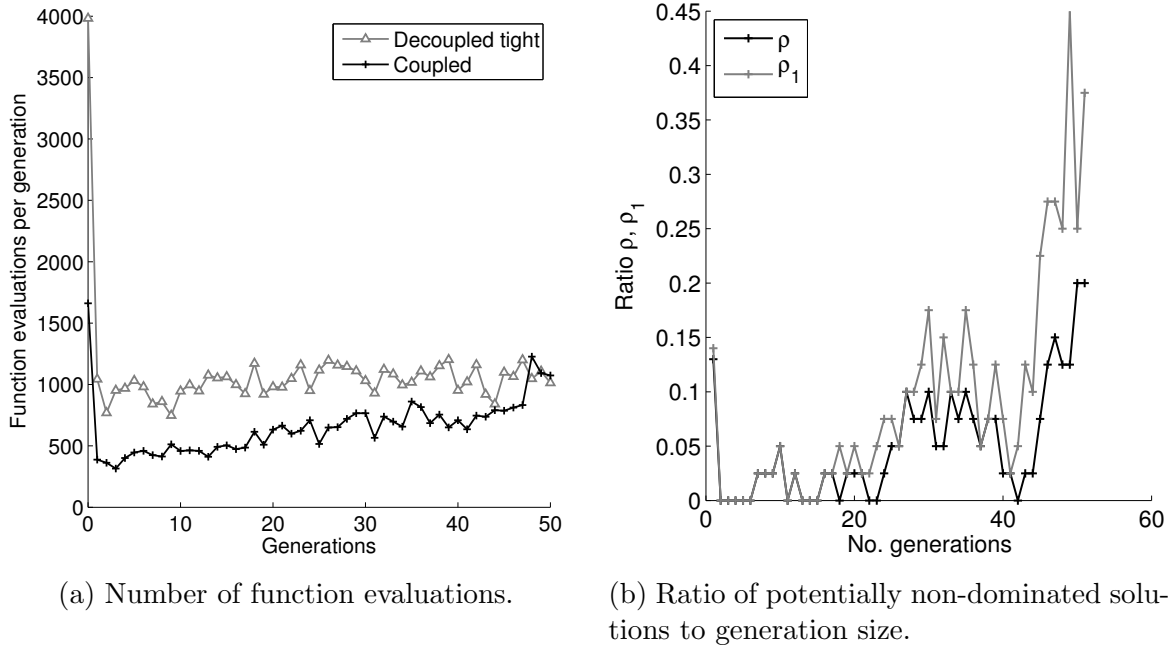 4000
3500
3000
2500
2000
1500
1000
500
0
Function evaluations per generation
Decoupled tight
Coupled
0 10 20 30 40 50
Generations
(a) Number of function evaluations.
0.45
0.4
0.35
0.3
0.25
0.2
0.15
0.1
0.05
0
Ratio ρ, ρ₁
ρ
ρ₁
0 20 40 60
No. generations
(b) Ratio of potentially non-dominated solu-
tions to generation size.